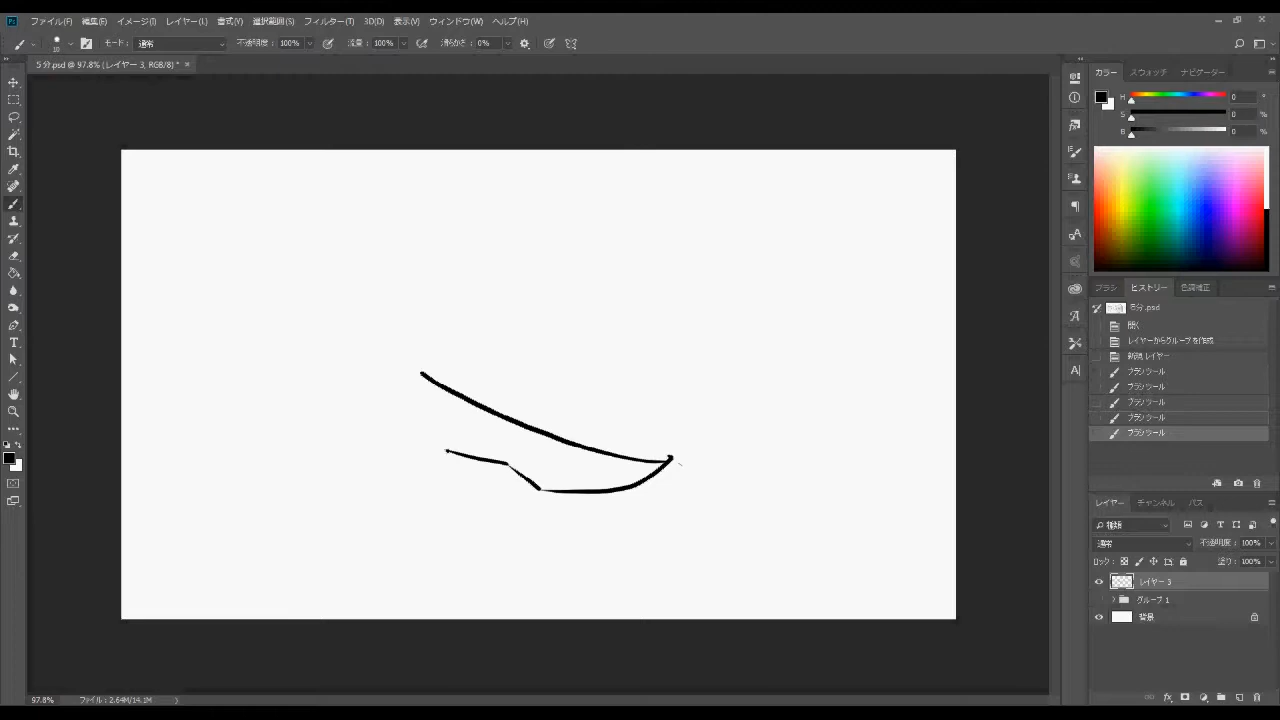 Ps ファイル(F) 編集(E) イメージ(I) レイヤー(L) 書式(Y) 選択範囲(S) フィルター(T) 3D(D) 表示(V) ウィンドウ(W) ヘルプ(H)
10 モード: 通常 不透明度: 100% 流量: 100% 滑らかさ: 0%
5分.psd @ 97.8% (レイヤー 3, RGB/8) *
カラー スウォッチ ナビゲーター
H 0 °
S 0 %
B 0 %
ブラシ ヒストリー 色調補正
5分.psd
開く
レイヤーからグループを作成
新規レイヤー
ブラシツール
ブラシツール
ブラシツール
ブラシツール
ブラシツール
レイヤー チャンネル パス
種類
通常 不透明度: 100%
ロック: 塗り: 100%
レイヤー 3
グループ 1
背景
97.8% ファイル : 2.64M/14.1M